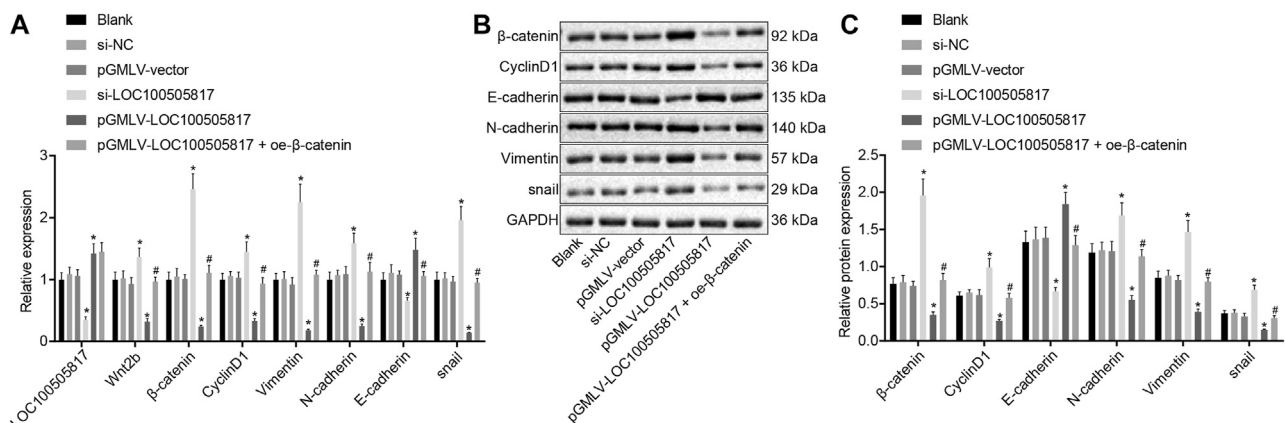 A
Blank
si-NC
pGMLV-vector
si-LOC100505817
pGMLV-LOC100505817
pGMLV-LOC100505817 + oe-β-catenin
Relative expression
3
2
1
0
* * * * * * * *
* * # * * # * # * # * # * # * #
LOC100505817
Wnt2b
β-catenin
CyclinD1
Vimentin
N-cadherin
E-cadherin
snail
B
β-catenin 92 kDa
CyclinD1 36 kDa
E-cadherin 135 kDa
N-cadherin 140 kDa
Vimentin 57 kDa
snail 29 kDa
GAPDH 36 kDa
Blank
si-NC
pGMLV-vector
si-LOC100505817
pGMLV-LOC100505817
pGMLV-LOC100505817 + oe-β-catenin
C
Blank
si-NC
pGMLV-vector
si-LOC100505817
pGMLV-LOC100505817
pGMLV-LOC100505817 + oe-β-catenin
Relative protein expression
2.5
2.0
1.5
1.0
0.5
0.0
* * # * * # * * # * * # * * # * * #
β-catenin
CyclinD1
E-cadherin
N-cadherin
Vimentin
snail